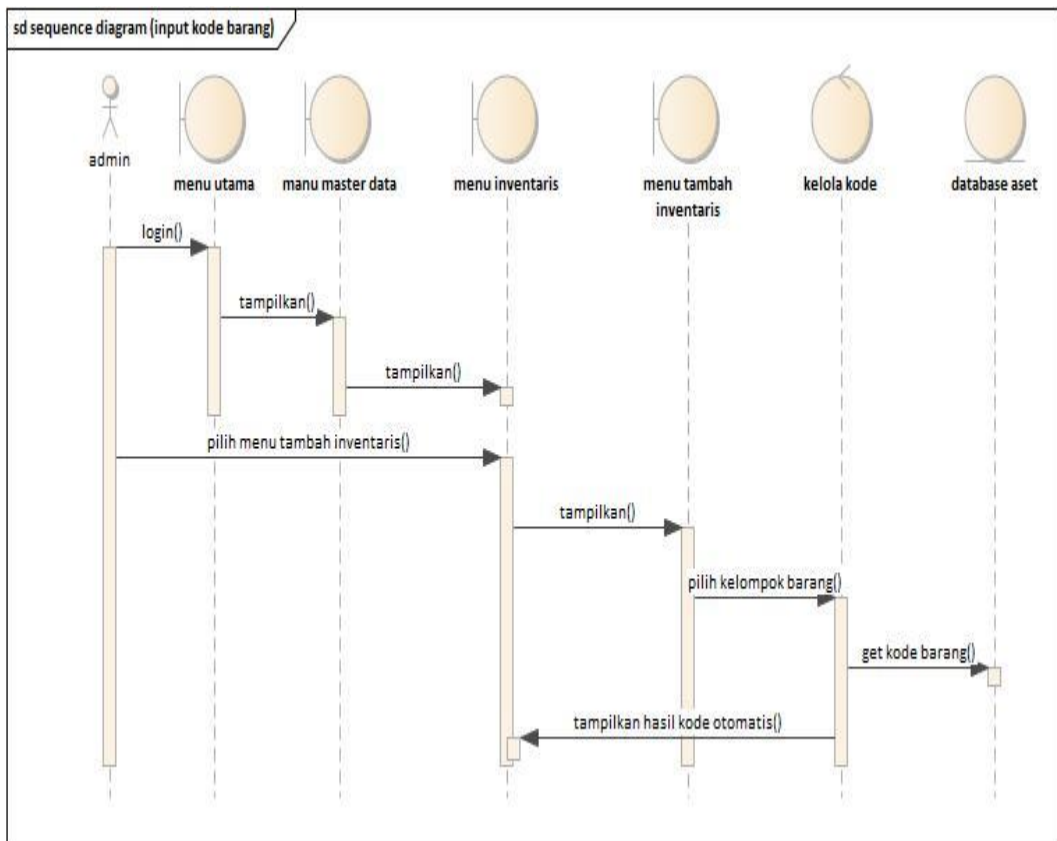 sd sequence diagram (input kode barang)
admin
menu utama
manu master data
menu inventaris
menu tambah
inventaris
kelola kode
database aset
login()
tampilkan()
tampilkan()
pilih menu tambah inventaris()
tampilkan()
pilih kelompok barang()
get kode barang()
tampilkan hasil kode otomatis()